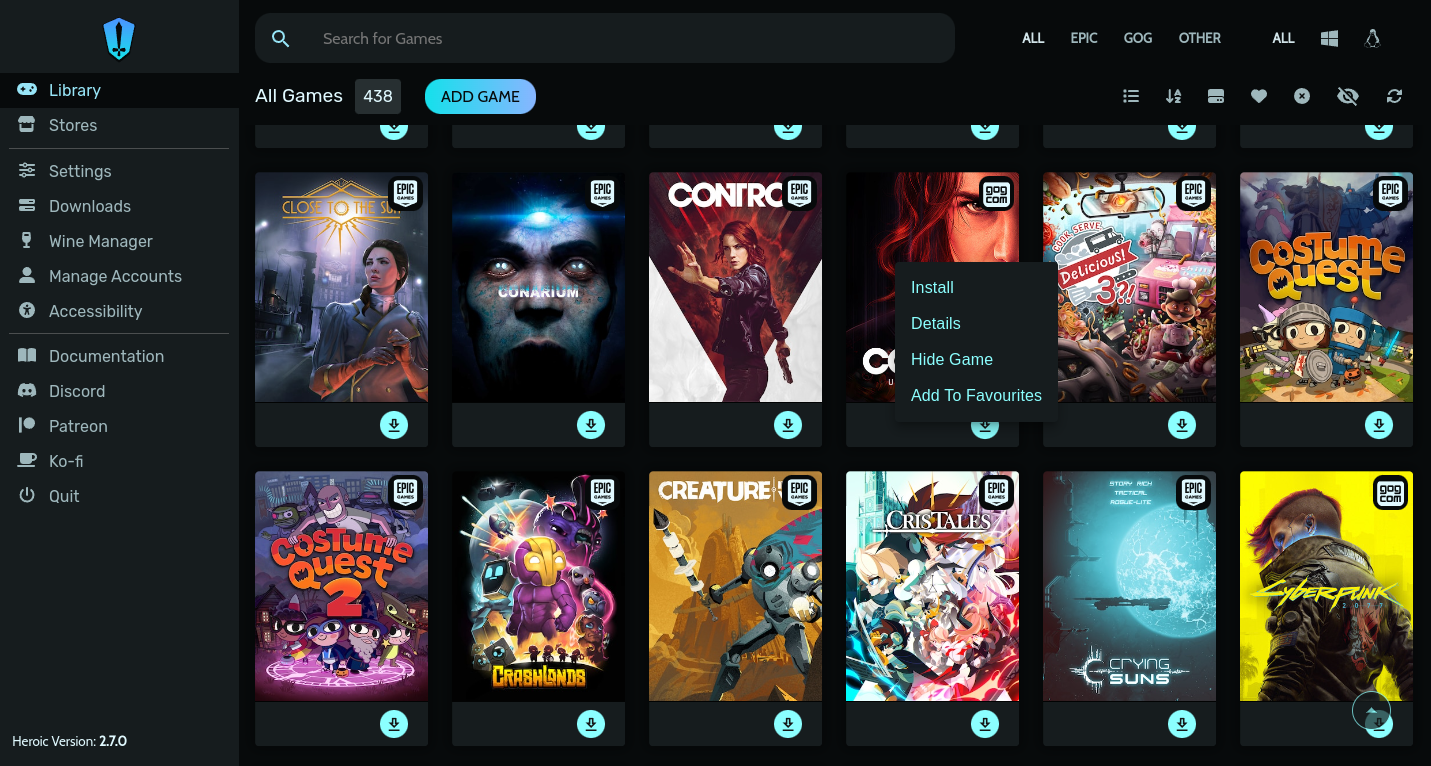 Search for Games
ALL EPIC GOG OTHER ALL
Library
All Games 438 ADD GAME
Stores
Settings
Downloads
Wine Manager
Manage Accounts
Accessibility
Documentation
Discord
Patreon
Ko-fi
Quit
EPIC
GAMES
CLOSE TO THE SUN
EPIC
GAMES
CONARIUM
EPIC
GAMES
CONTRO
gog
com
CO
U
Install
Details
Hide Game
Add To Favourites
EPIC
GAMES
COOK, SERVE,
Delicious!
3?!
EPIC
GAMES
COSTUME
QUEST
EPIC
GAMES
COSTUME
QUEST
2
EPIC
GAMES
CRASHLANDS
EPIC
GAMES
CREATURE
EPIC
GAMES
CRIS TALES
EPIC
GAMES
STORY RICH
TACTICAL
ROGUE-LITE
CRYING
SUNS
gog
com
Cyberpunk
2077
Heroic Version: 2.7.0